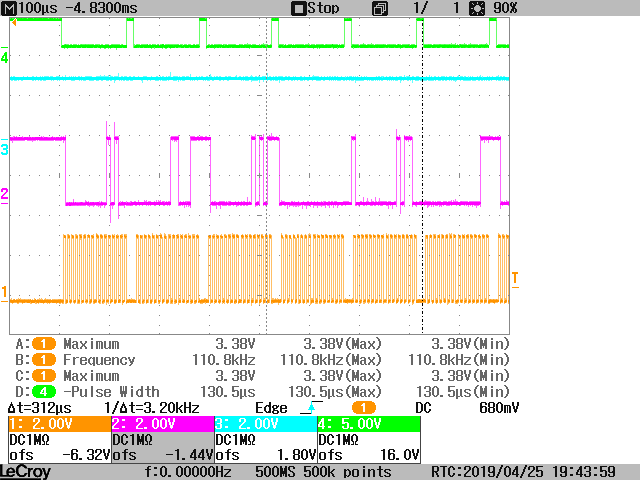 M 100µs -4.8300ms Stop 1/ 1 90%
4
3
2
1
T
A: 1 Maximum 3.38V 3.38V(Max) 3.38V(Min)
B: 1 Frequency 110.8kHz 110.8kHz(Max) 110.8kHz(Min)
C: 1 Maximum 3.38V 3.38V(Max) 3.38V(Min)
D: 4 -Pulse Width 130.5µs 130.5µs(Max) 130.5µs(Min)
Δt=312µs 1/Δt=3.20kHz Edge 1 DC 680mV
1: 2.00V 2: 2.00V 3: 2.00V 4: 5.00V
DC1MΩ DC1MΩ DC1MΩ DC1MΩ
ofs -6.32V ofs -1.44V ofs 1.80V ofs 16.0V
LeCroy f:0.00000Hz 500MS 500k points RTC:2019/04/25 19:43:59